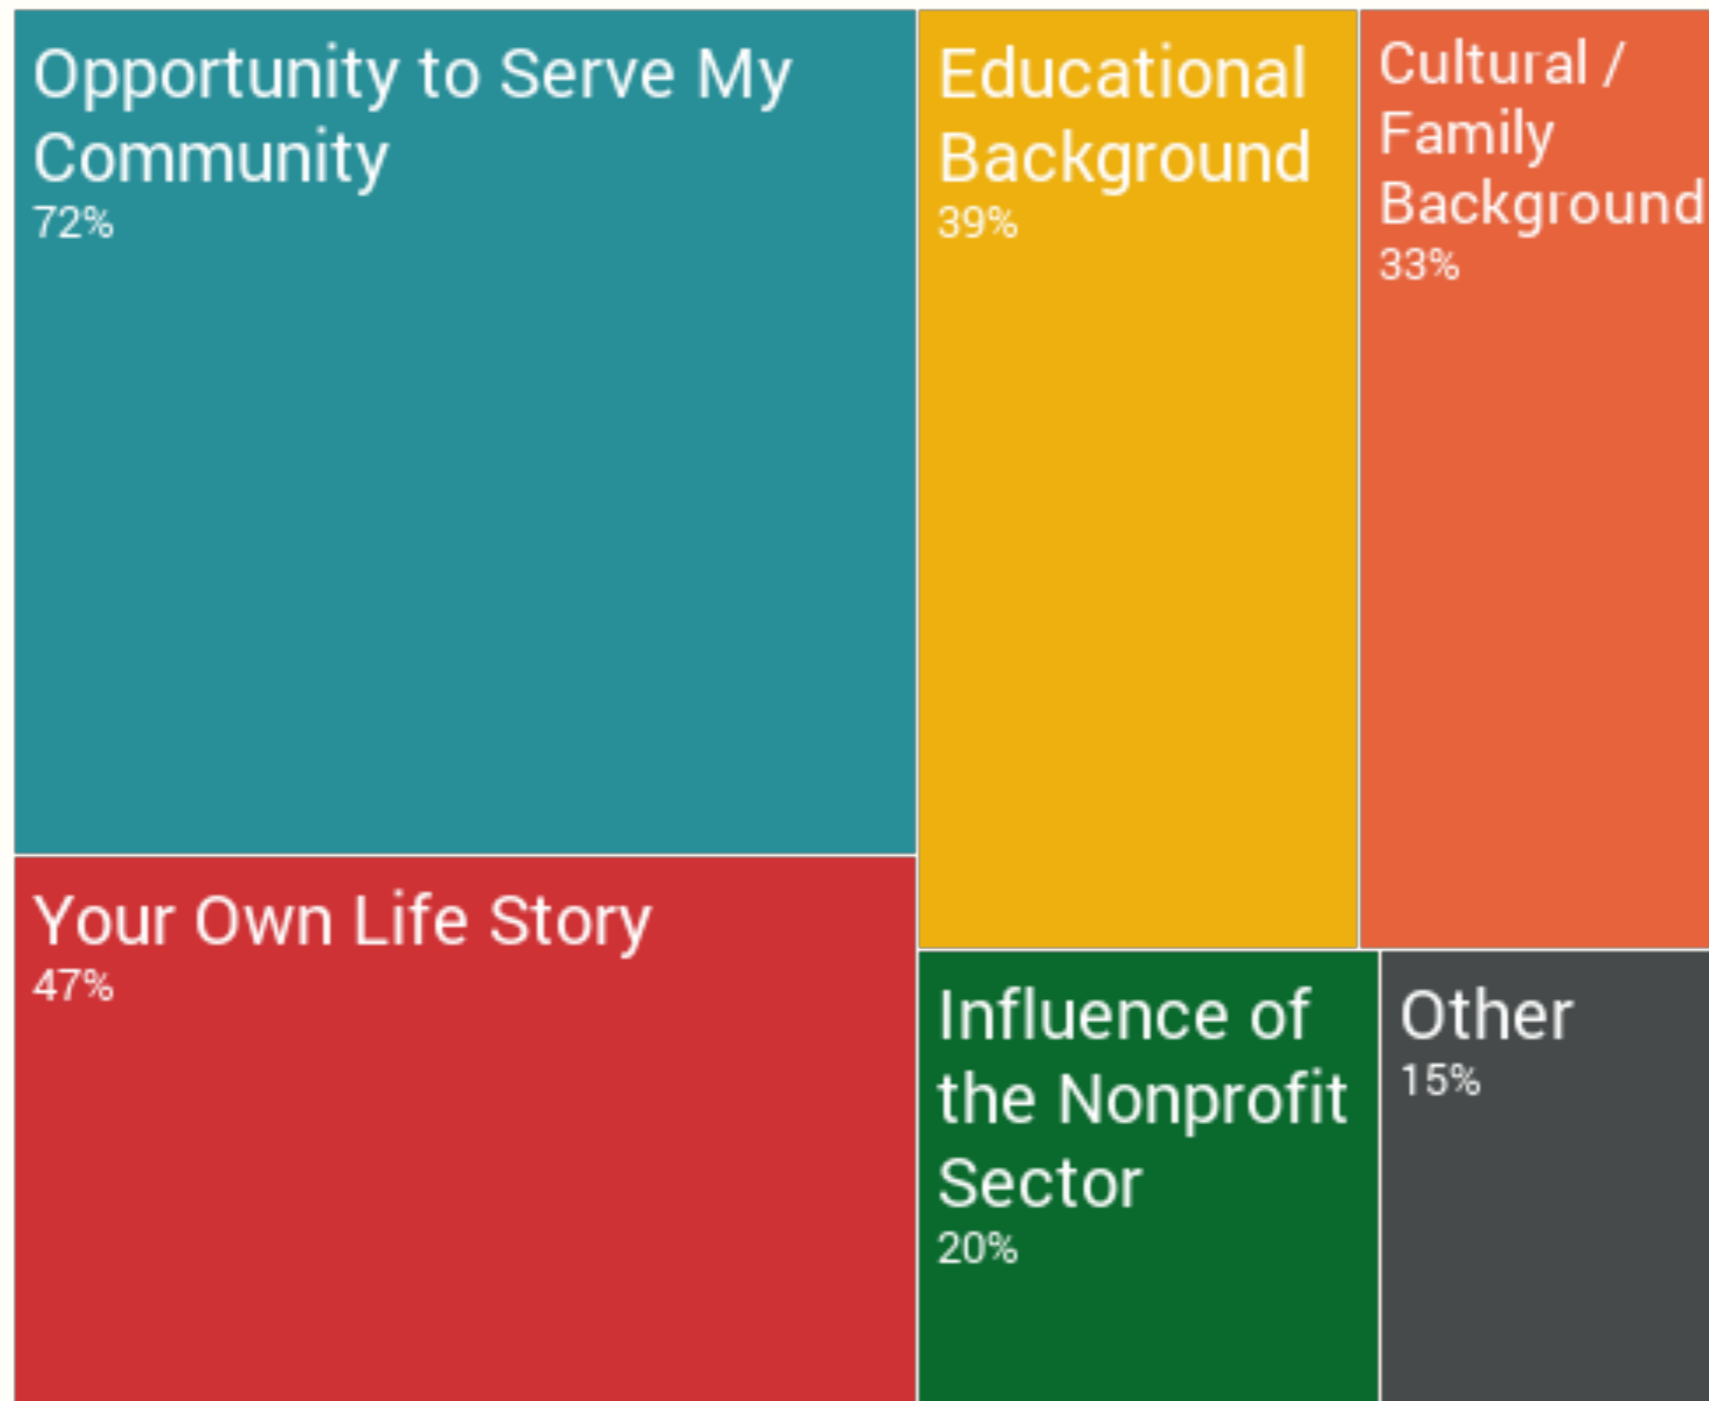 Opportunity to Serve My
Community
72%
Educational
Background
39%
Cultural /
Family
Background
33%
Your Own Life Story
47%
Influence of
the Nonprofit
Sector
20%
Other
15%